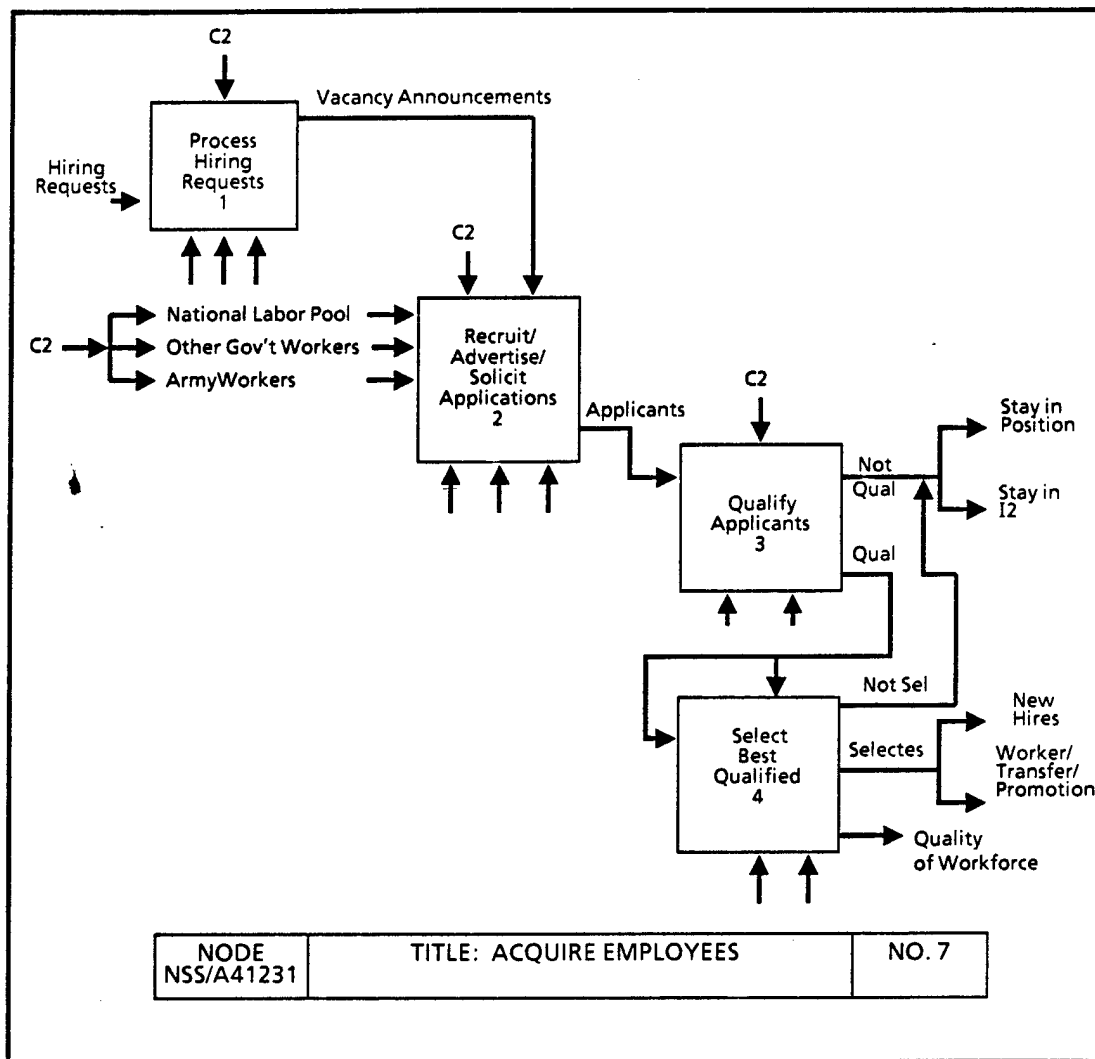 C2
Vacancy Announcements
Process
Hiring
Requests
1
Hiring
Requests
C2
C2
National Labor Pool
Other Gov't Workers
ArmyWorkers
Recruit/
Advertise/
Solicit
Applications
2
Applicants
C2
Qualify
Applicants
3
Not
Qual
Qual
Stay in
Position
Stay in
I2
Select
Best
Qualified
4
Not Sel
Selectes
New
Hires
Worker/
Transfer/
Promotion
Quality
of Workforce
NODE
NSS/A41231
TITLE: ACQUIRE EMPLOYEES
NO. 7